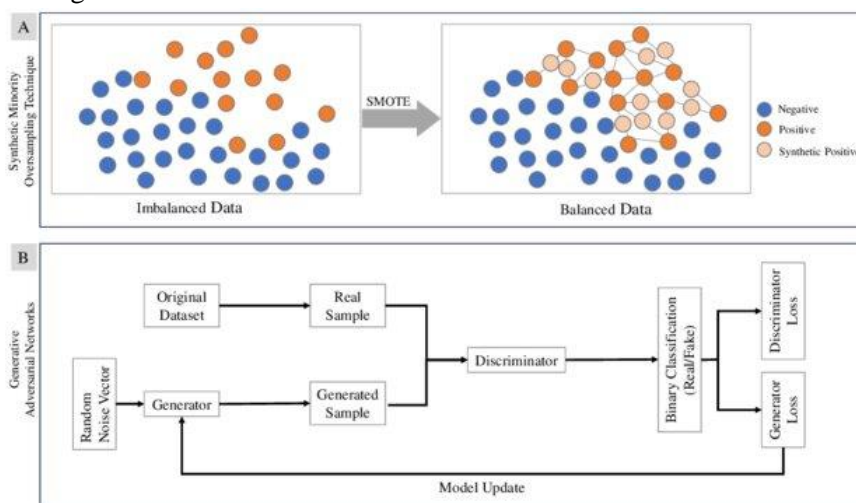 A
Synthetic Minority
Oversampling Technique
SMOTE
Negative
Positive
Synthetic Positive
Imbalanced Data
Balanced Data
B
Generative
Adversarial Networks
Original
Dataset
Real
Sample
Random
Noise Vector
Generator
Generated
Sample
Discriminator
Binary Classification
(Real/Fake)
Discriminator
Loss
Generator
Loss
Model Update